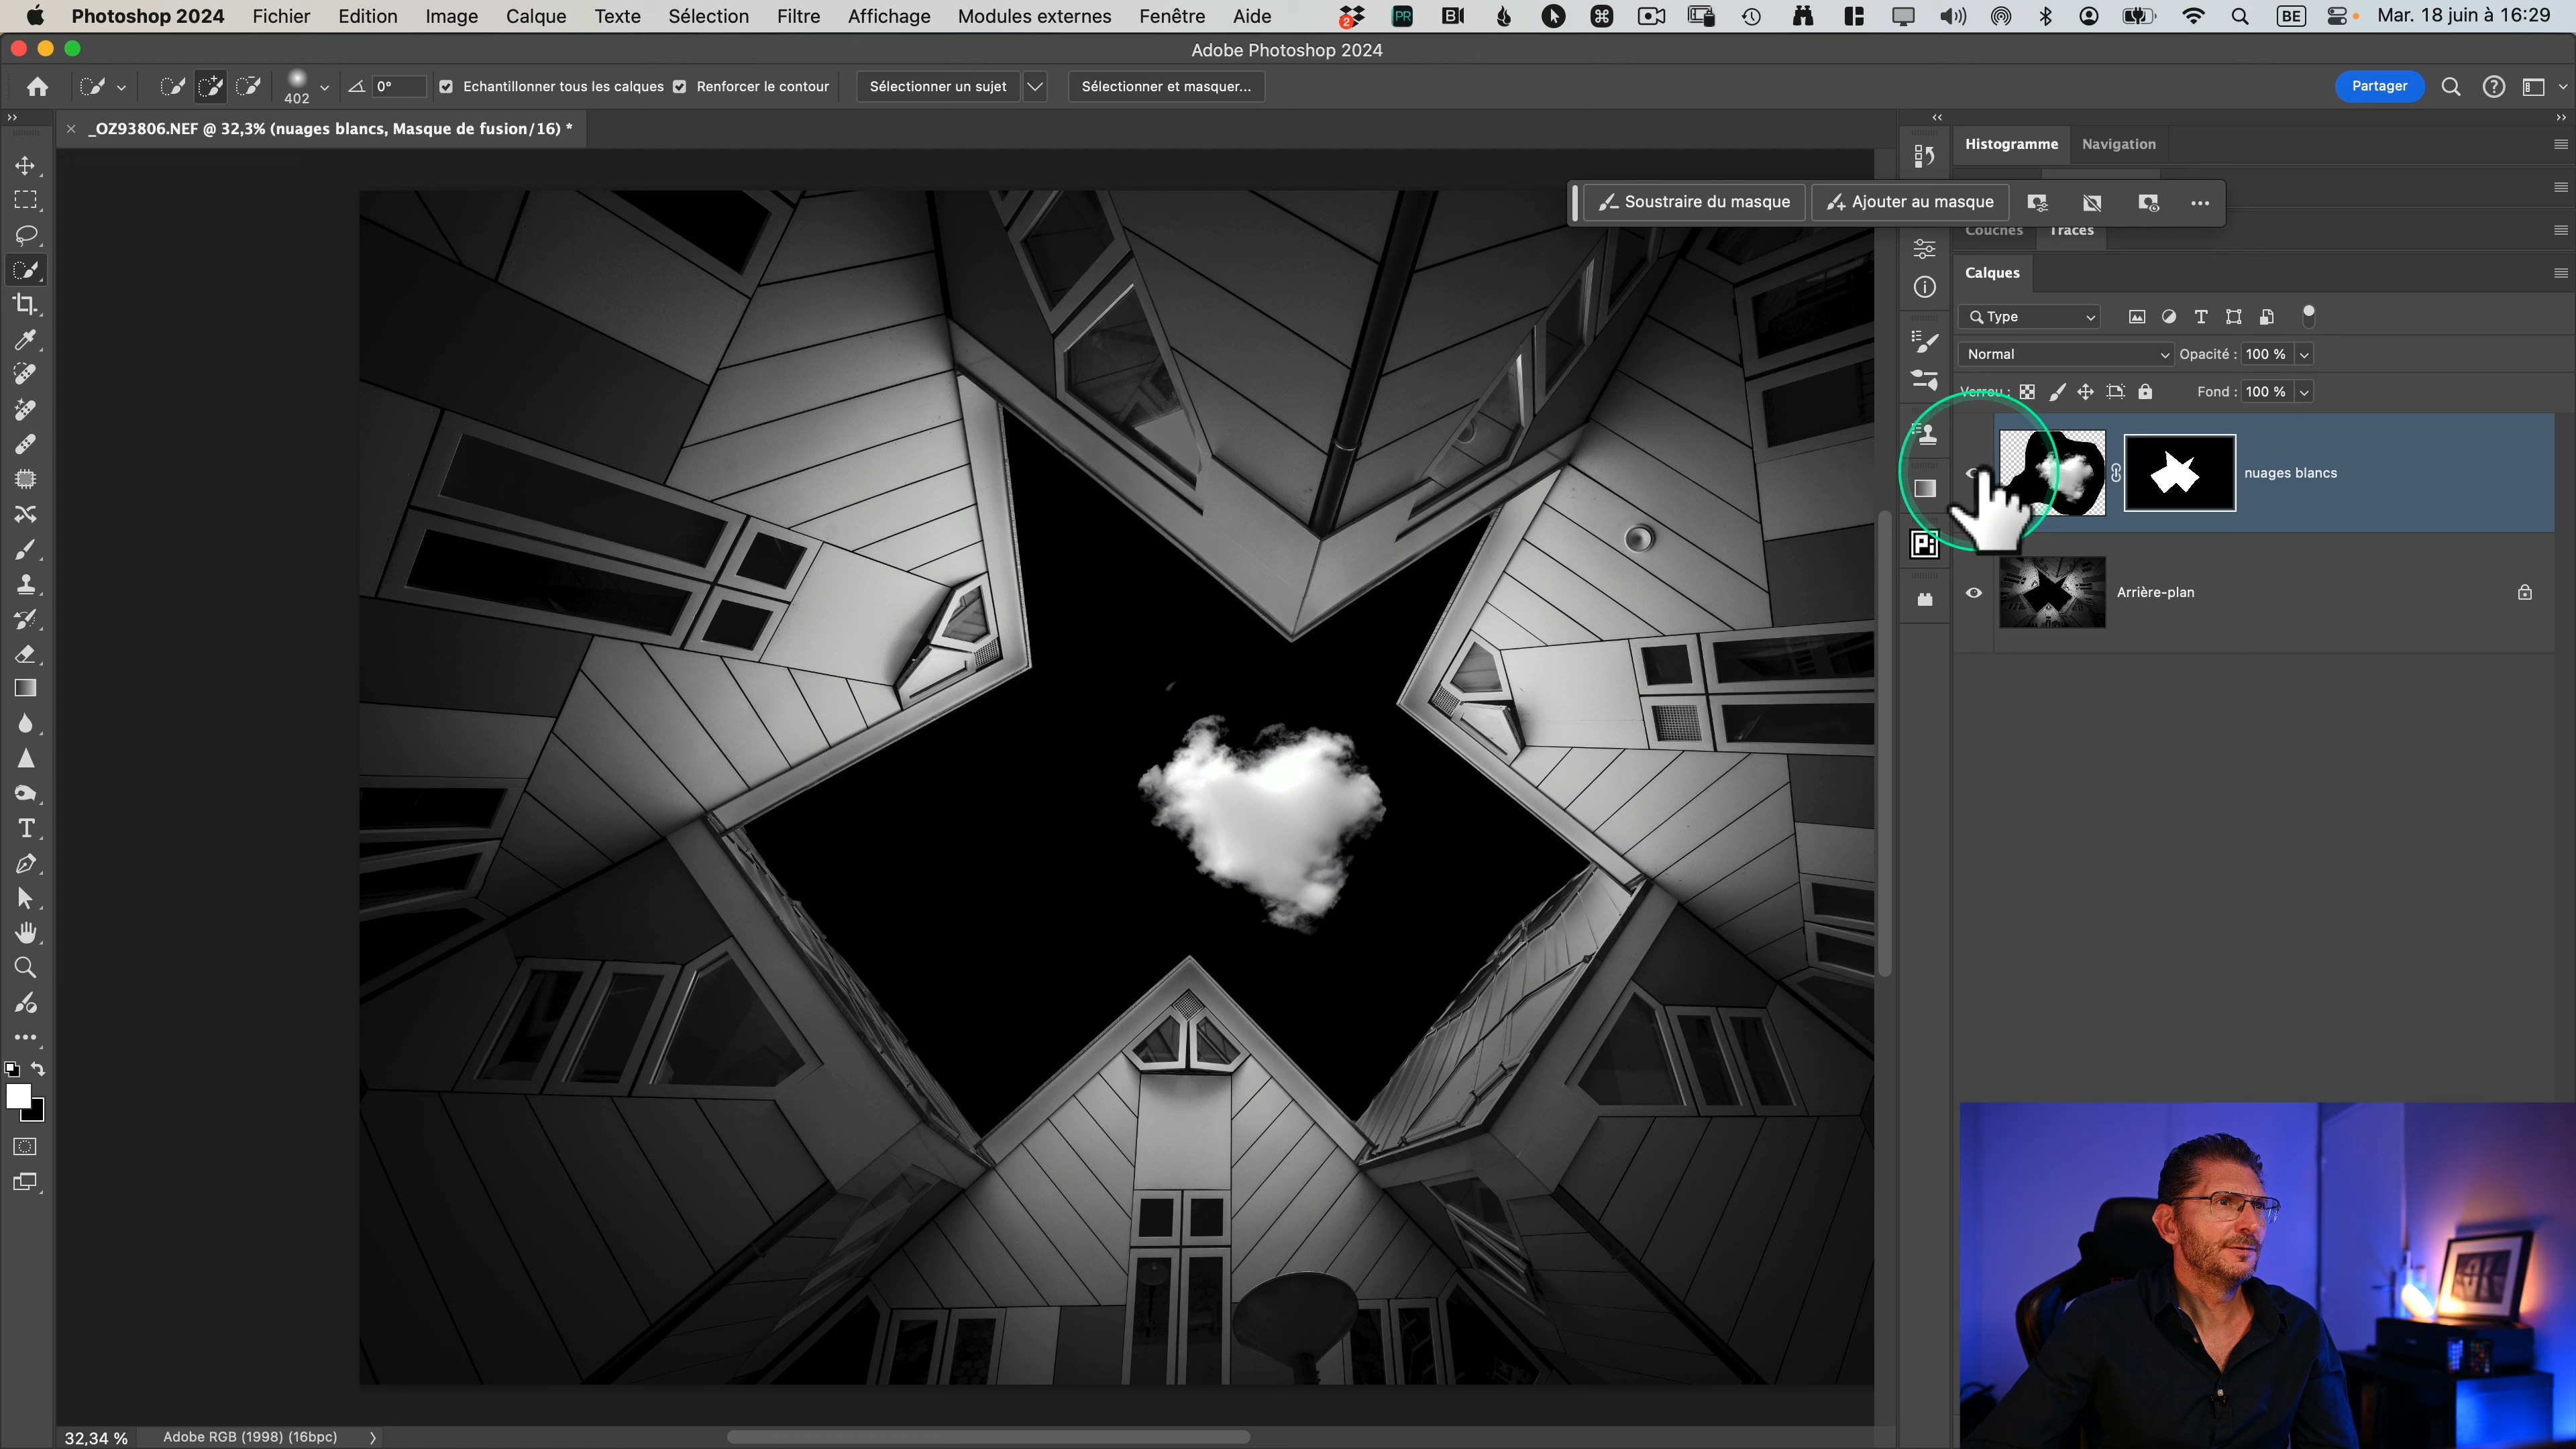 Photoshop 2024 Fichier Edition Image Calque Texte Sélection Filtre Affichage Modules externes Fenêtre Aide 2 PR BE Mar. 18 juin à 16:29
Adobe Photoshop 2024
402 0° Echantillonner tous les calques Renforcer le contour Sélectionner un sujet Sélectionner et masquer... Partager
_OZ93806.NEF @ 32,3% (nuages blancs, Masque de fusion/16) *
Histogramme Navigation
Soustraire du masque Ajouter au masque
Couches Tracés
Calques
Type
Normal Opacité : 100 %
Verrou : Fond : 100 %
nuages blancs
Pi
Arrière-plan
32,34 % Adobe RGB (1998) (16bpc)